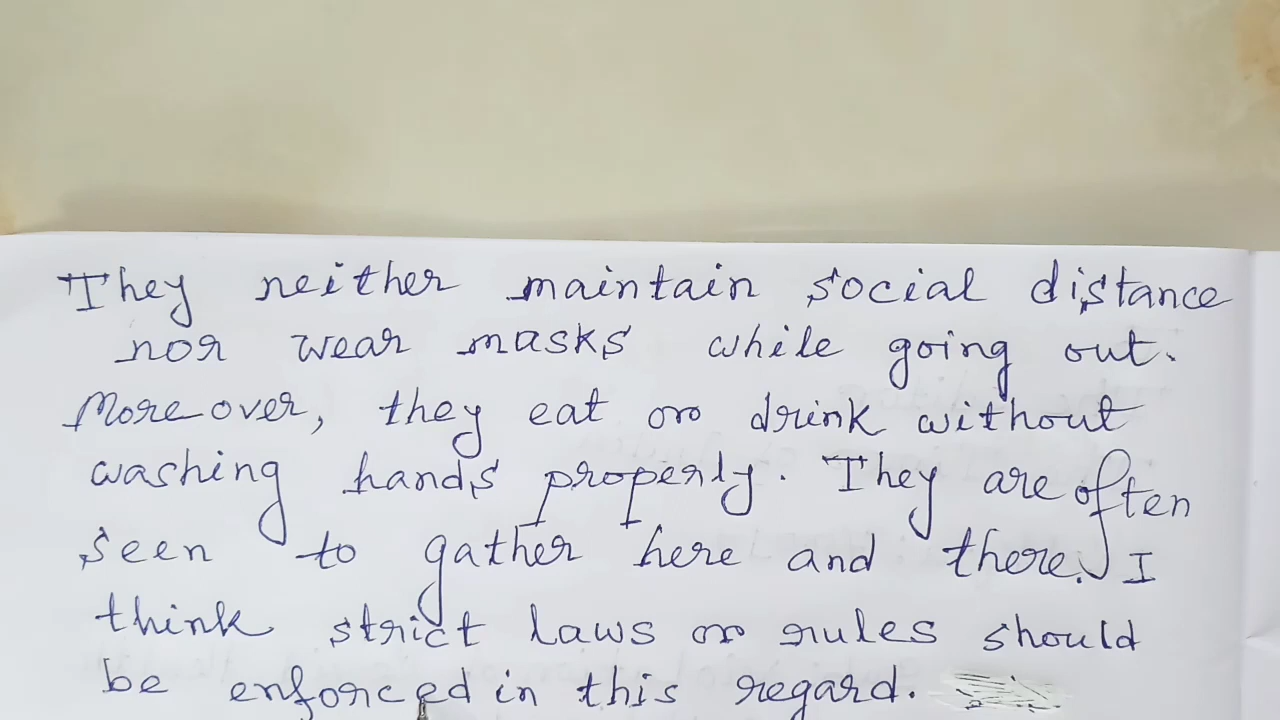 They neither maintain social distance
nor wear masks while going out.
Moreover, they eat or drink without
washing hands properly. They are often
seen to gather here and there. I
think strict laws or rules should
be enforced in this regard.